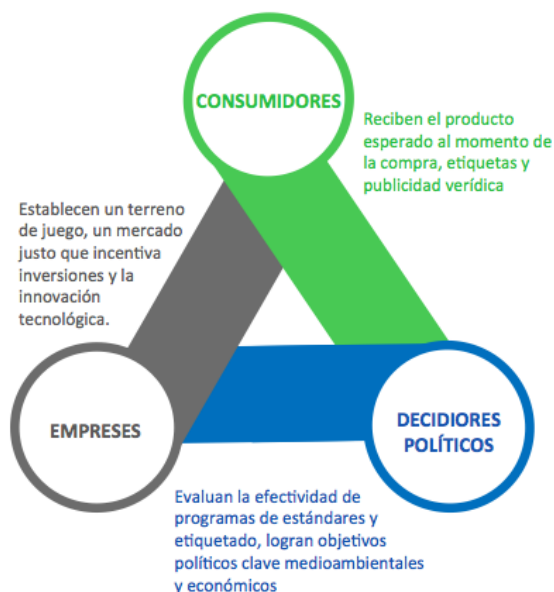 CONSUMIDORES
Reciben el producto
esperado al momento de
la compra, etiquetas y
publicidad verídica
Establecen un terreno
de juego, un mercado
justo que incentiva
inversiones y la
innovación
tecnológica.
EMPRESES
DECIDIORES
POLÍTICOS
Evaluan la efectividad de
programas de estándares y
etiquetado, logran objetivos
políticos clave medioambientales
y económicos